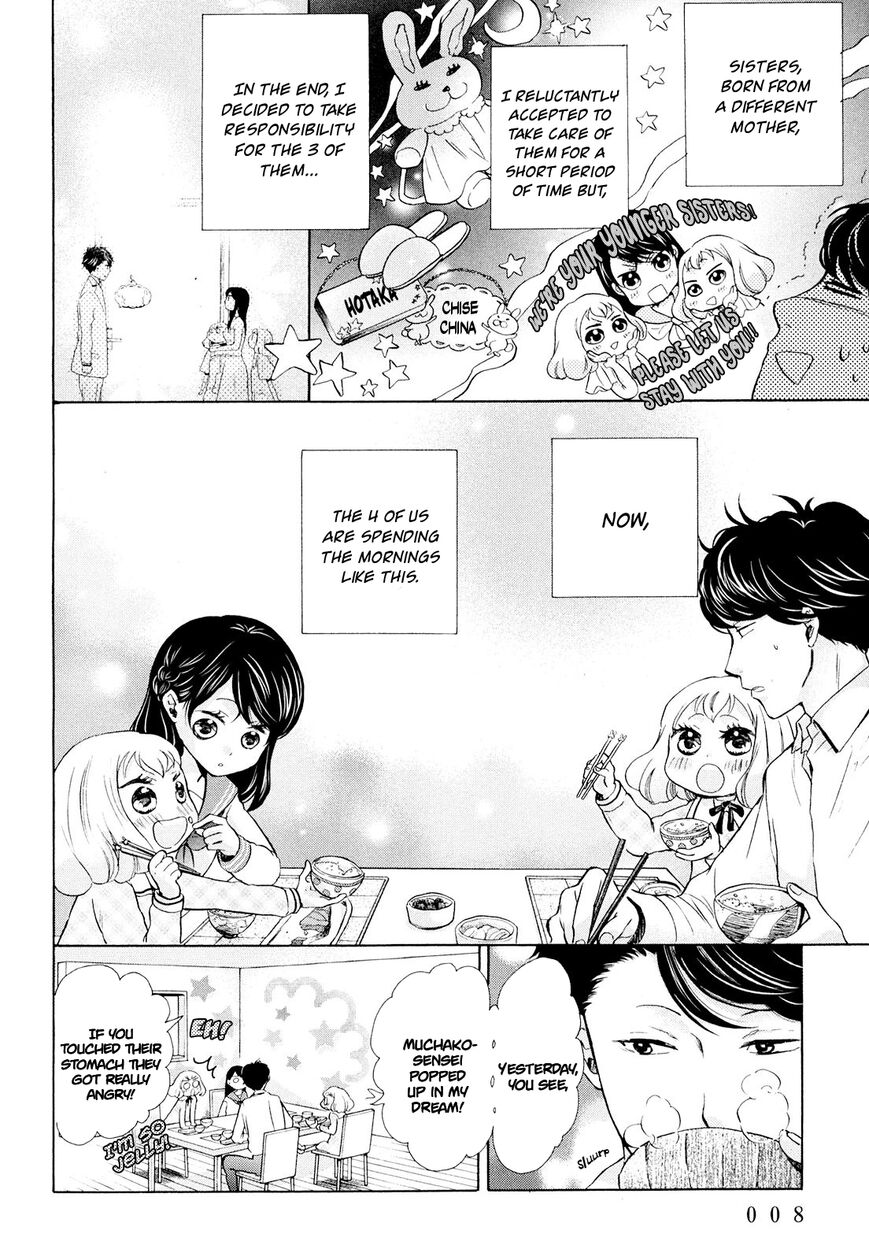 SISTERS,
BORN FROM
A DIFFERENT
MOTHER,
I RELUCTANTLY
ACCEPTED TO
TAKE CARE OF
THEM FOR A
SHORT PERIOD
OF TIME BUT,
WE'RE YOUR YOUNGER SISTERS!
PLEASE LET US
STAY WITH YOU!!
HOTAKA
CHISE
CHINA
IN THE END, I
DECIDED TO TAKE
RESPONSIBILITY
FOR THE 3 OF
THEM...
NOW,
THE 4 OF US
ARE SPENDING
THE MORNINGS
LIKE THIS.
YESTERDAY,
YOU SEE,
MUCHAKO-
SENSEI
POPPED
UP IN MY
DREAM!
sluurp
EH!
IF YOU
TOUCHED THEIR
STOMACH THEY
GOT REALLY
ANGRY!
I'M SO
JELLY!
008